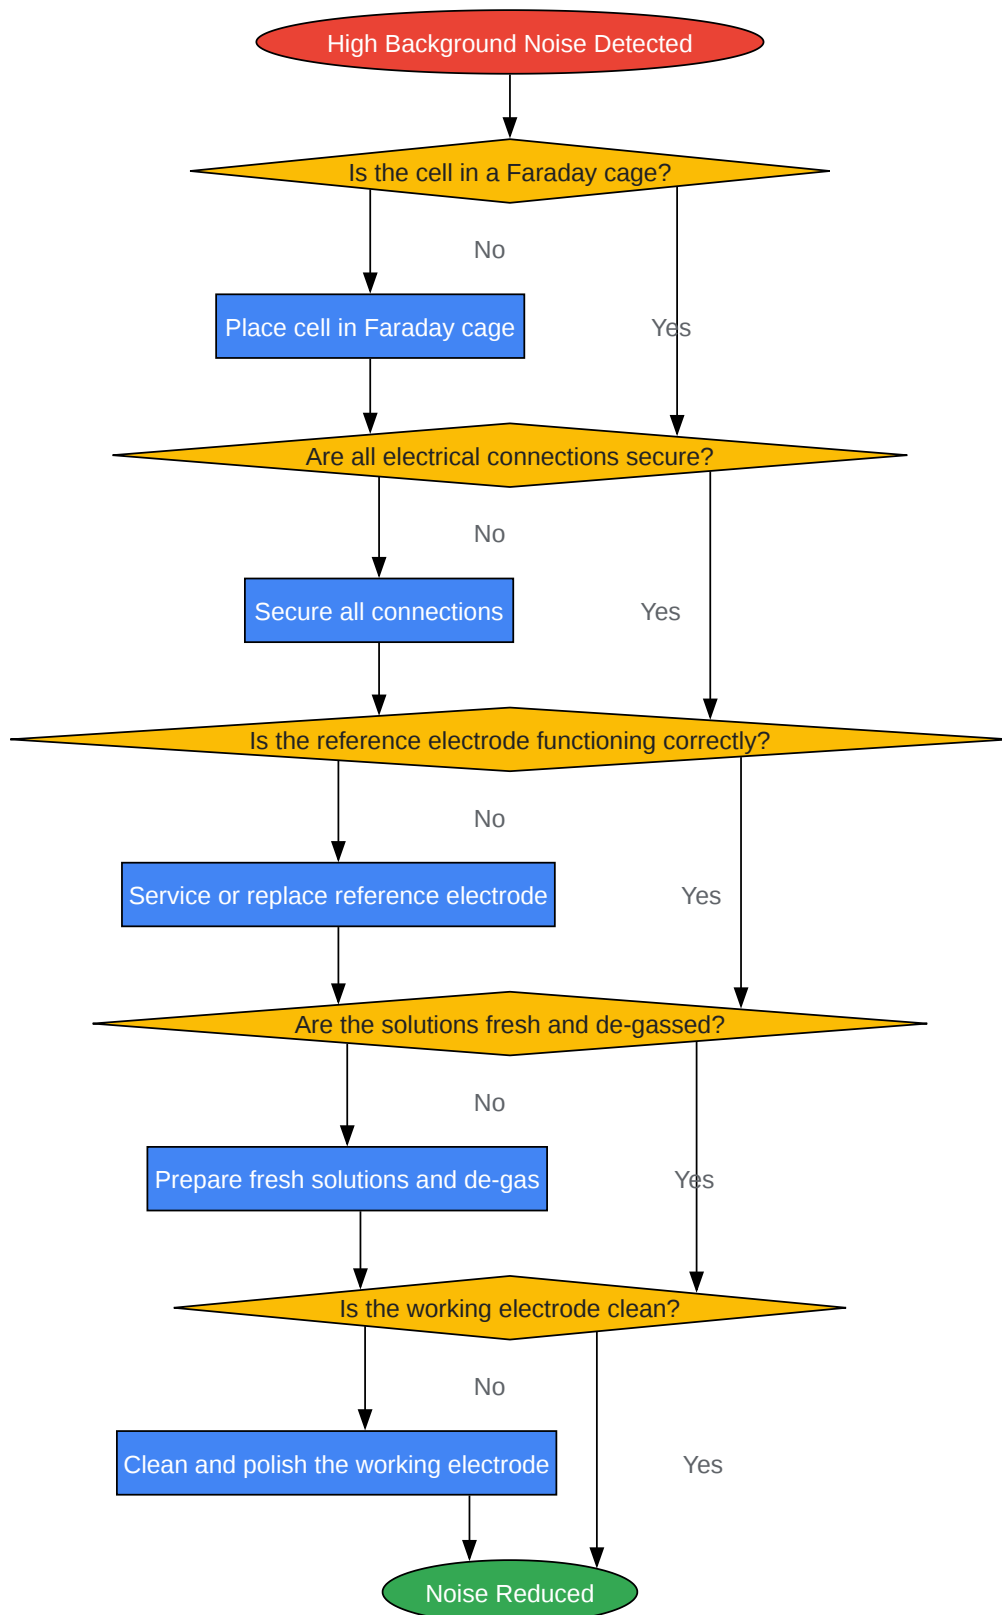 High Background Noise Detected
Is the cell in a Faraday cage?
No
Place cell in Faraday cage
Yes
Are all electrical connections secure?
No
Secure all connections
Yes
Is the reference electrode functioning correctly?
No
Service or replace reference electrode
Yes
Are the solutions fresh and de-gassed?
No
Prepare fresh solutions and de-gas
Yes
Is the working electrode clean?
No
Clean and polish the working electrode
Yes
Noise Reduced